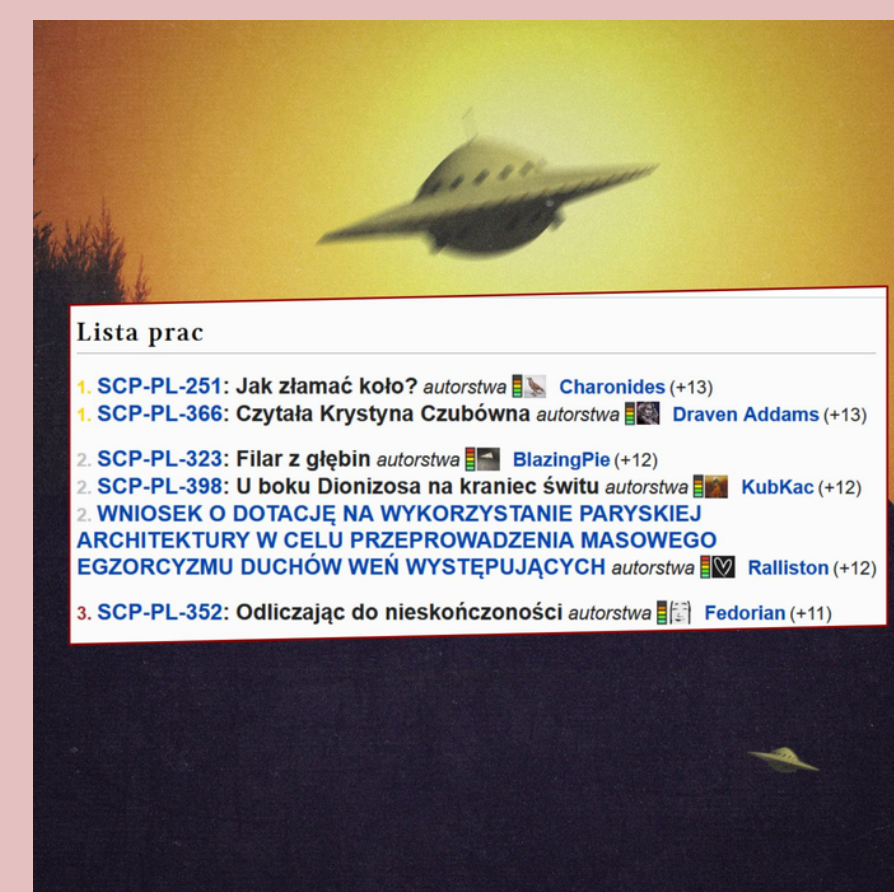 Lista prac
1. SCP-PL-251: Jak złamać koło? autorstwa Charonides (+13)
1. SCP-PL-366: Czytała Krystyna Czubówna autorstwa Draven Addams (+13)
2. SCP-PL-323: Filar z głębin autorstwa BlazingPie (+12)
2. SCP-PL-398: U boku Dionizosa na kraniec świtu autorstwa KubKac (+12)
2. WNIOSEK O DOTACJĘ NA WYKORZYSTANIE PARYSKIEJ
ARCHITEKTURY W CELU PRZEPROWADZENIA MASOWEGO
EGZORCYZMU DUCHÓW WEŃ WYSTĘPUJĄCYCH autorstwa Ralliston (+12)
3. SCP-PL-352: Odliczając do nieskończoności autorstwa Fedorian (+11)